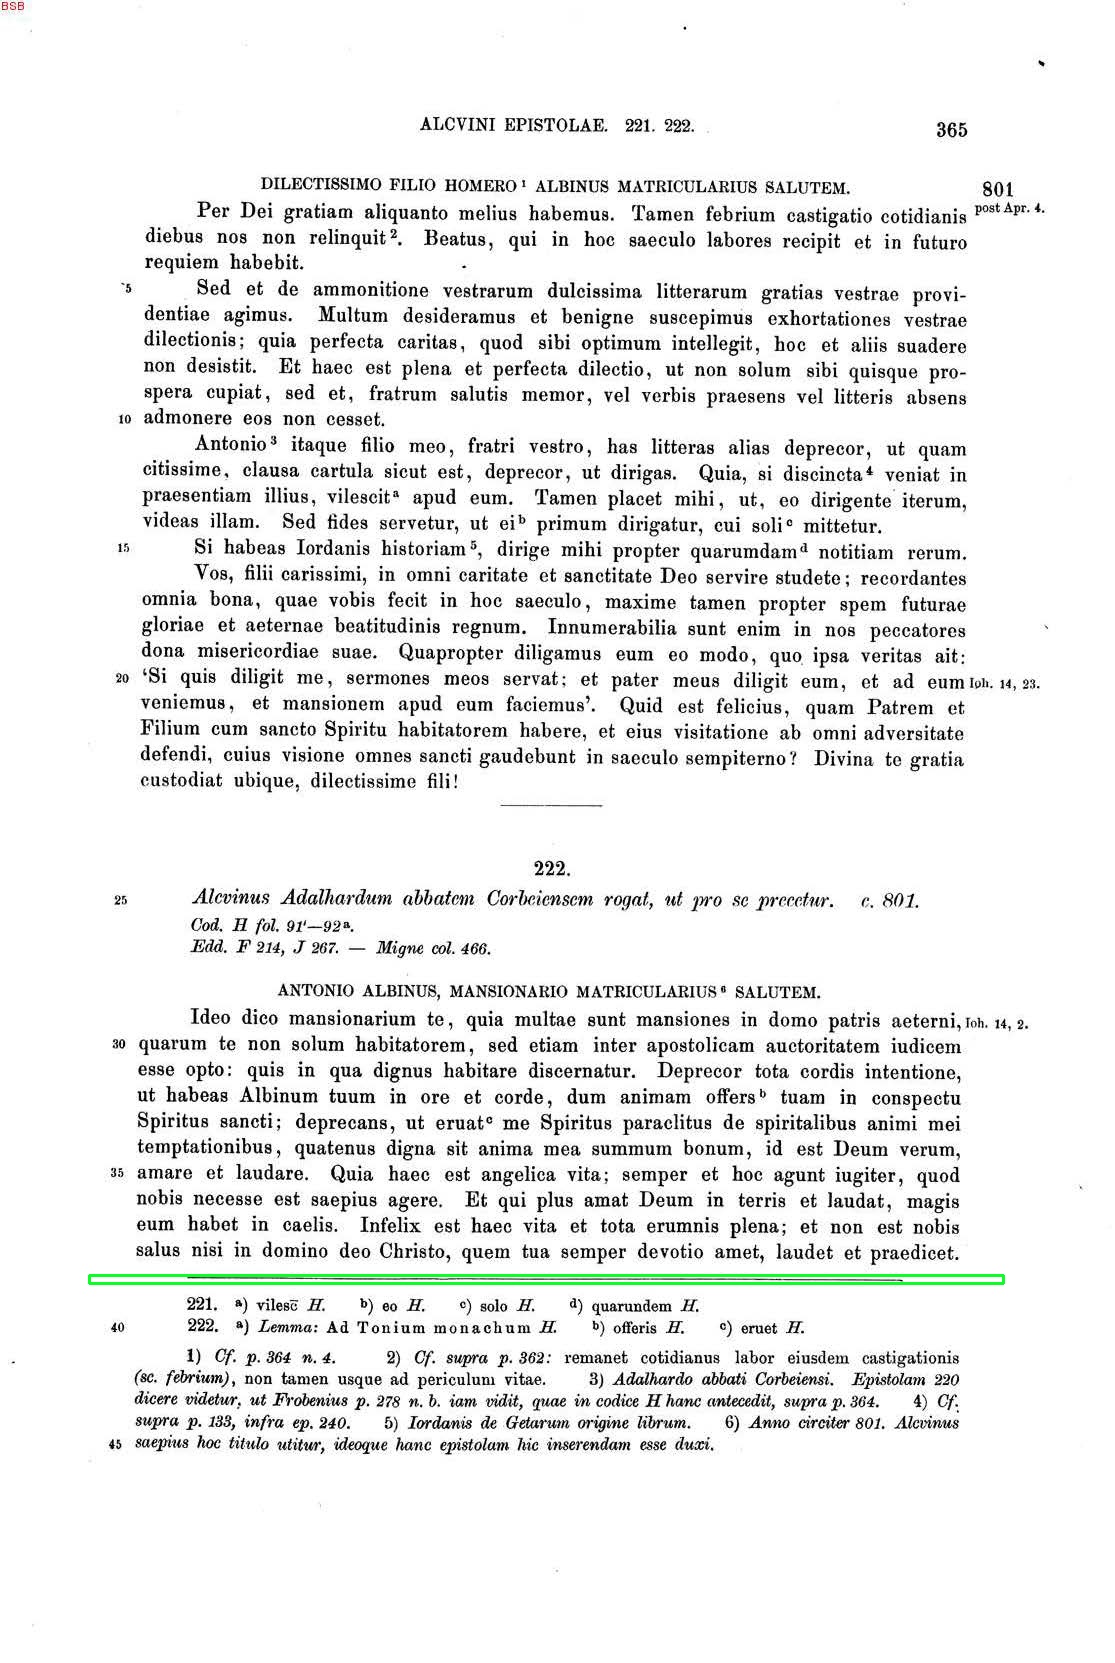 BSB
ALCVINI EPISTOLAE. 221. 222.
365
DILECTISSIMO FILIO HOMERO¹ ALBINUS MATRICULARIUS SALUTEM.
801
Per Dei gratiam aliquanto melius habemus. Tamen febrium castigatio cotidianis post Apr. 4.
diebus nos non relinquit². Beatus, qui in hoc saeculo labores recipit et in futuro
requiem habebit.
5 Sed et de ammonitione vestrarum dulcissima litterarum gratias vestrae provi-
dentiae agimus. Multum desideramus et benigne suscepimus exhortationes vestrae
dilectionis; quia perfecta caritas, quod sibi optimum intellegit, hoc et aliis suadere
non desistit. Et haec est plena et perfecta dilectio, ut non solum sibi quisque pro-
spera cupiat, sed et, fratrum salutis memor, vel verbis praesens vel litteris absens
10 admonere eos non cesset.
Antonio³ itaque filio meo, fratri vestro, has litteras alias deprecor, ut quam
citissime, clausa cartula sicut est, deprecor, ut dirigas. Quia, si discincta⁴ veniat in
praesentiam illius, vilescitᵃ apud eum. Tamen placet mihi, ut, eo dirigente iterum,
videas illam. Sed fides servetur, ut eiᵇ primum dirigatur, cui soliᶜ mittetur.
15 Si habeas Iordanis historiam⁵, dirige mihi propter quarumdamᵈ notitiam rerum.
Vos, filii carissimi, in omni caritate et sanctitate Deo servire studete; recordantes
omnia bona, quae vobis fecit in hoc saeculo, maxime tamen propter spem futurae
gloriae et aeternae beatitudinis regnum. Innumerabilia sunt enim in nos peccatores
dona misericordiae suae. Quapropter diligamus eum eo modo, quo ipsa veritas ait:
20 ‘Si quis diligit me, sermones meos servat; et pater meus diligit eum, et ad eum Ioh. 14, 23.
veniemus, et mansionem apud eum faciemus’. Quid est felicius, quam Patrem et
Filium cum sancto Spiritu habitatorem habere, et eius visitatione ab omni adversitate
defendi, cuius visione omnes sancti gaudebunt in saeculo sempiterno? Divina te gratia
custodiat ubique, dilectissime fili!
222.
25 Alcvinus Adalhardum abbatem Corbeiensem rogat, ut pro se precetur. c. 801.
Cod. H fol. 91'—92ᵃ.
Edd. F 214, J 267. — Migne col. 466.
ANTONIO ALBINUS, MANSIONARIO MATRICULARIUS⁶ SALUTEM.
Ideo dico mansionarium te, quia multae sunt mansiones in domo patris aeterni, Ioh. 14, 2.
30 quarum te non solum habitatorem, sed etiam inter apostolicam auctoritatem iudicem
esse opto: quis in qua dignus habitare discernatur. Deprecor tota cordis intentione,
ut habeas Albinum tuum in ore et corde, dum animam offersᵇ tuam in conspectu
Spiritus sancti; deprecans, ut eruatᶜ me Spiritus paraclitus de spiritalibus animi mei
temptationibus, quatenus digna sit anima mea summum bonum, id est Deum verum,
35 amare et laudare. Quia haec est angelica vita; semper et hoc agunt iugiter, quod
nobis necesse est saepius agere. Et qui plus amat Deum in terris et laudat, magis
eum habet in caelis. Infelix est haec vita et tota erumnis plena; et non est nobis
salus nisi in domino deo Christo, quem tua semper devotio amet, laudet et praedicet.
221. ᵃ) vilesc̄ H. ᵇ) eo H. ᶜ) solo H. ᵈ) quarundem H.
40 222. ᵃ) Lemma: Ad Tonium monachum H. ᵇ) offeris H. ᶜ) eruet H.
1) Cf. p. 364 n. 4. 2) Cf. supra p. 362: remanet cotidianus labor eiusdem castigationis
(sc. febrium), non tamen usque ad periculum vitae. 3) Adalhardo abbati Corbeiensi. Epistolam 220
dicere videtur, ut Frobenius p. 278 n. b. iam vidit, quae in codice H hanc antecedit, supra p. 364. 4) Cf.
supra p. 133, infra ep. 240. 5) Iordanis de Getarum origine librum. 6) Anno circiter 801. Alcvinus
45 saepius hoc titulo utitur, ideoque hanc epistolam hic inserendam esse duxi.